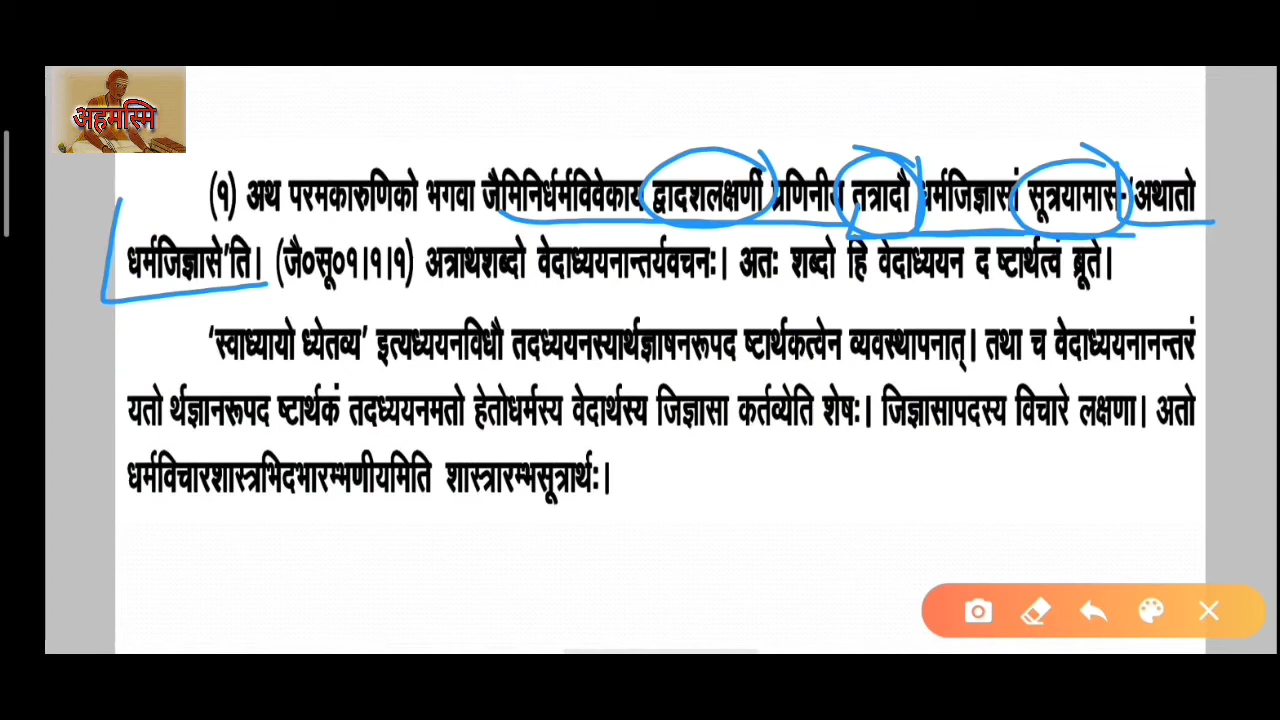 अहमस्मि
(१) अथ परमकारुणिको भगवा जैमिनिर्धर्मविवेकाय द्वादशलक्षणीं प्रणिनीय तत्रादौ धर्मजिज्ञासां सूत्रयामास-'अथातो
धर्मजिज्ञासे'ति। (जै०सू०१।१।१) अत्राथशब्दो वेदाध्ययनान्तर्यवचनः। अतः शब्दो हि वेदाध्ययन द ष्टार्थत्वं ब्रूते।
'स्वाध्यायो ध्येतव्य' इत्यध्ययनविधौ तदध्ययनस्यार्थज्ञाषनरूपद ष्टार्थकत्वेन व्यवस्थापनात्। तथा च वेदाध्ययनानन्तरं
यतो र्थज्ञानरूपद ष्टार्थकं तदध्ययनमतो हेतोधर्मस्य वेदार्थस्य जिज्ञासा कर्तव्येति शेषः। जिज्ञासापदस्य विचारे लक्षणा। अतो
धर्मविचारशास्त्रभिदभारम्भणीयमिति शास्त्रारम्भसूत्रार्थः।